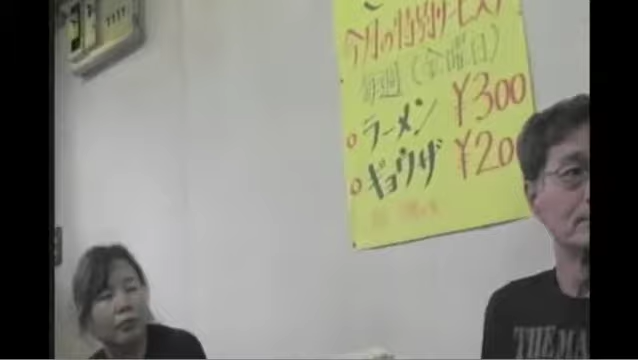 今月の特別サービス
毎週(金曜日)
○ラーメン ¥300
○ギョウザ ¥200
THE MA